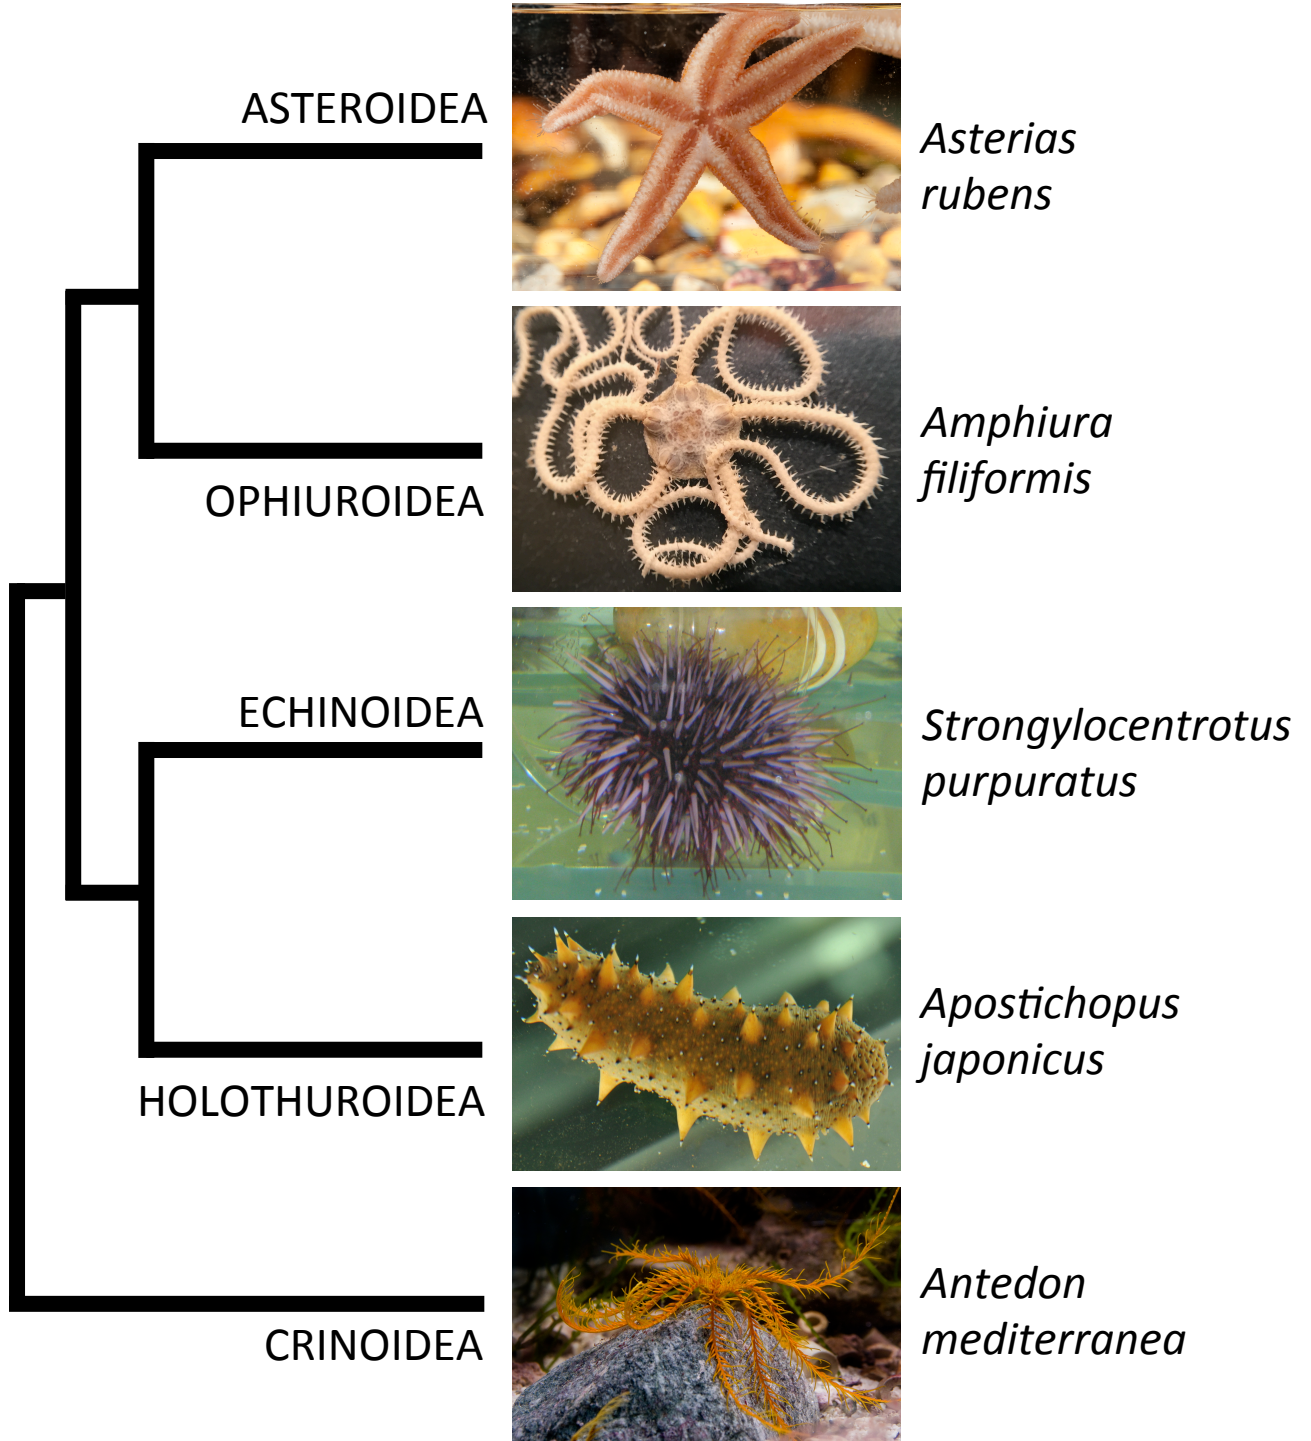 ASTEROIDEA
Asterias
rubens
OPHIUROIDEA
Amphiura
filiformis
ECHINOIDEA
Strongylocentrotus
purpuratus
HOLOTHUROIDEA
Apostichopus
japonicus
CRINOIDEA
Antedon
mediterranea